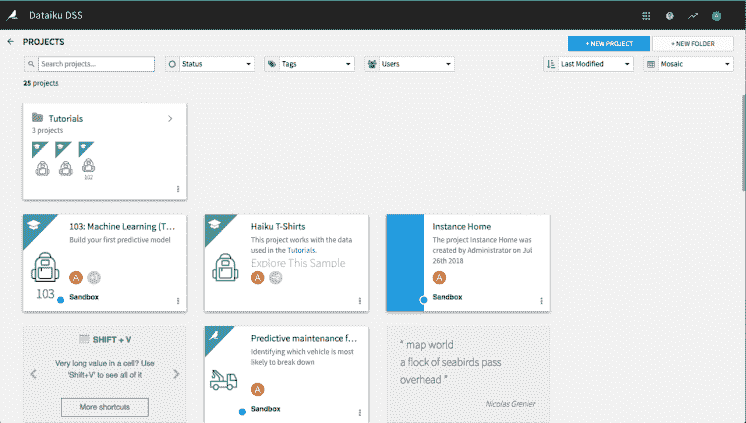 Dataiku DSS
PROJECTS
+ NEW PROJECT
+ NEW FOLDER
Search projects...
Status
Tags
Users
Last Modified
Mosaic
25 projects
Tutorials
3 projects
102
103: Machine Learning (T...
Build your first predictive model
A
103
Sandbox
Haiku T-Shirts
This project works with the data
used in the Tutorials.
Explore This Sample
A
Instance Home
The project Instance Home was
created by Administrator on Jul
26th 2018
A
Sandbox
SHIFT + V
Very long value in a cell? Use
'Shift+V' to see all of it
More shortcuts
Predictive maintenance f...
Identifying which vehicle is most
likely to break down
A
Sandbox
“ map world
a flock of seabirds pass
overhead ”
Nicolas Grenier